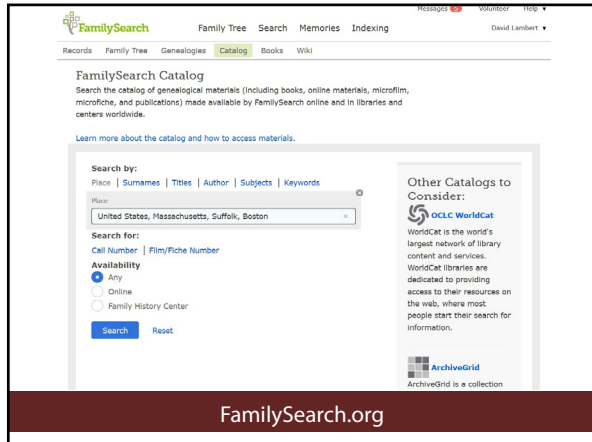 Messages 5 Volunteer Help ▼
FamilySearch Family Tree Search Memories Indexing David Lambert ▼
Records Family Tree Genealogies Catalog Books Wiki
FamilySearch Catalog
Search the catalog of genealogical materials (including books, online materials, microfilm,
microfiche, and publications) made available by FamilySearch online and in libraries and
centers worldwide.
Learn more about the catalog and how to access materials.
Search by:
Place | Surnames | Titles | Author | Subjects | Keywords
Place
United States, Massachusetts, Suffolk, Boston ×
Search for:
Call Number | Film/Fiche Number
Availability
Any
Online
Family History Center
Search Reset
Other Catalogs to
Consider:
OCLC WorldCat
WorldCat is the world's
largest network of library
content and services.
WorldCat libraries are
dedicated to providing
access to their resources on
the web, where most
people start their search for
information.
ArchiveGrid
ArchiveGrid is a collection
FamilySearch.org